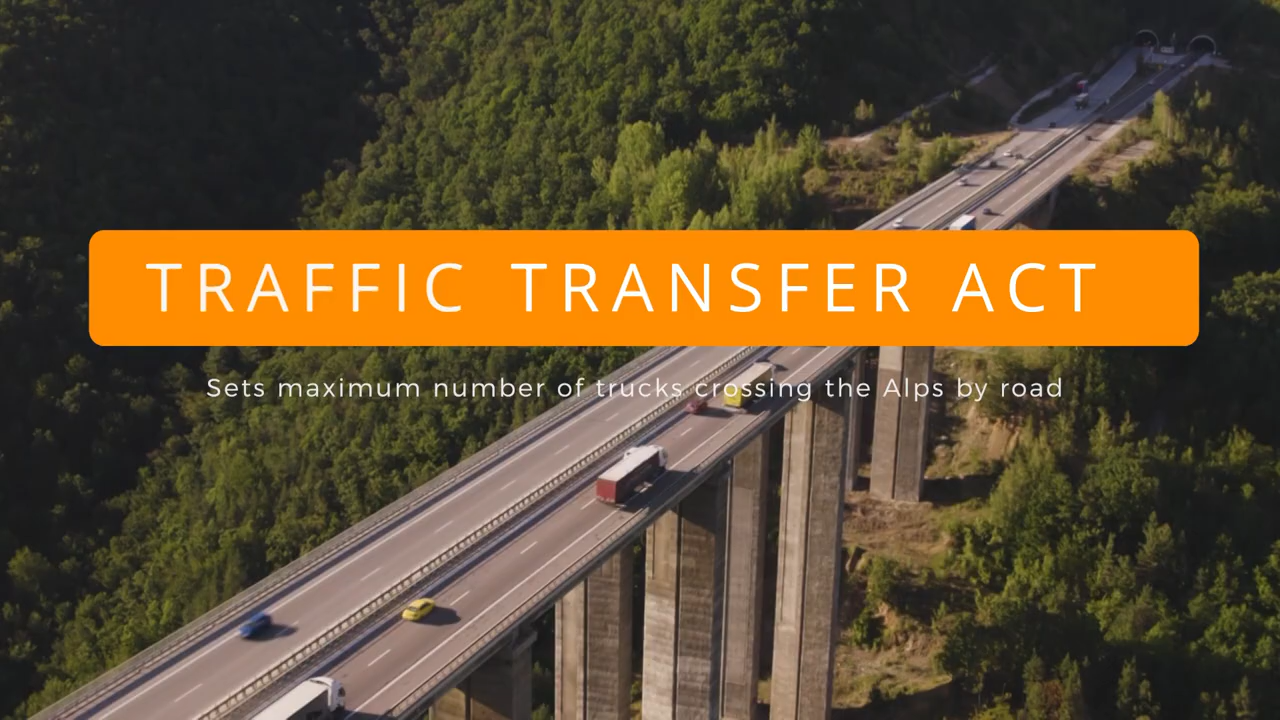 TRAFFIC TRANSFER ACT
Sets maximum number of trucks crossing the Alps by road